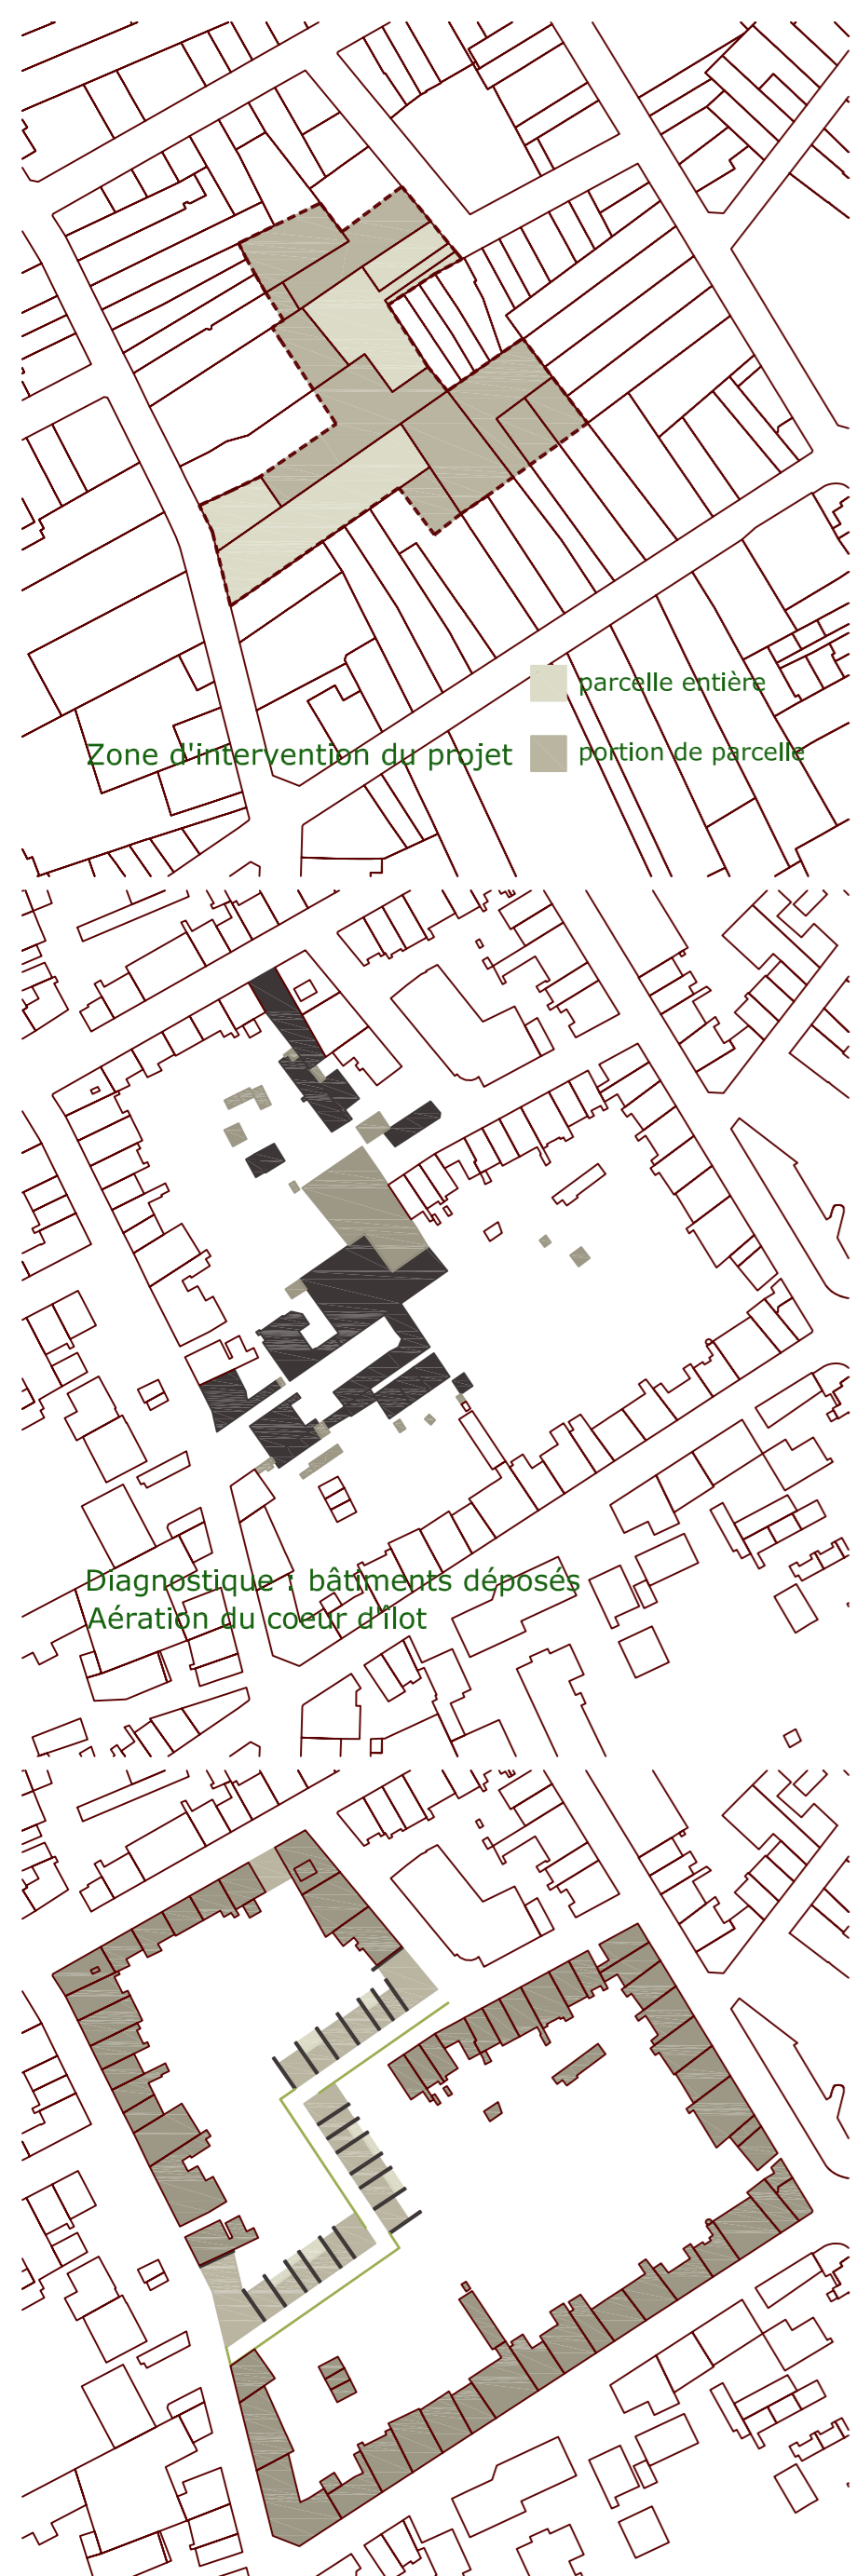 parcelle entière
Zone d'intervention du projet
portion de parcelle
Diagnostique : bâtiments déposés
Aération du coeur d'îlot